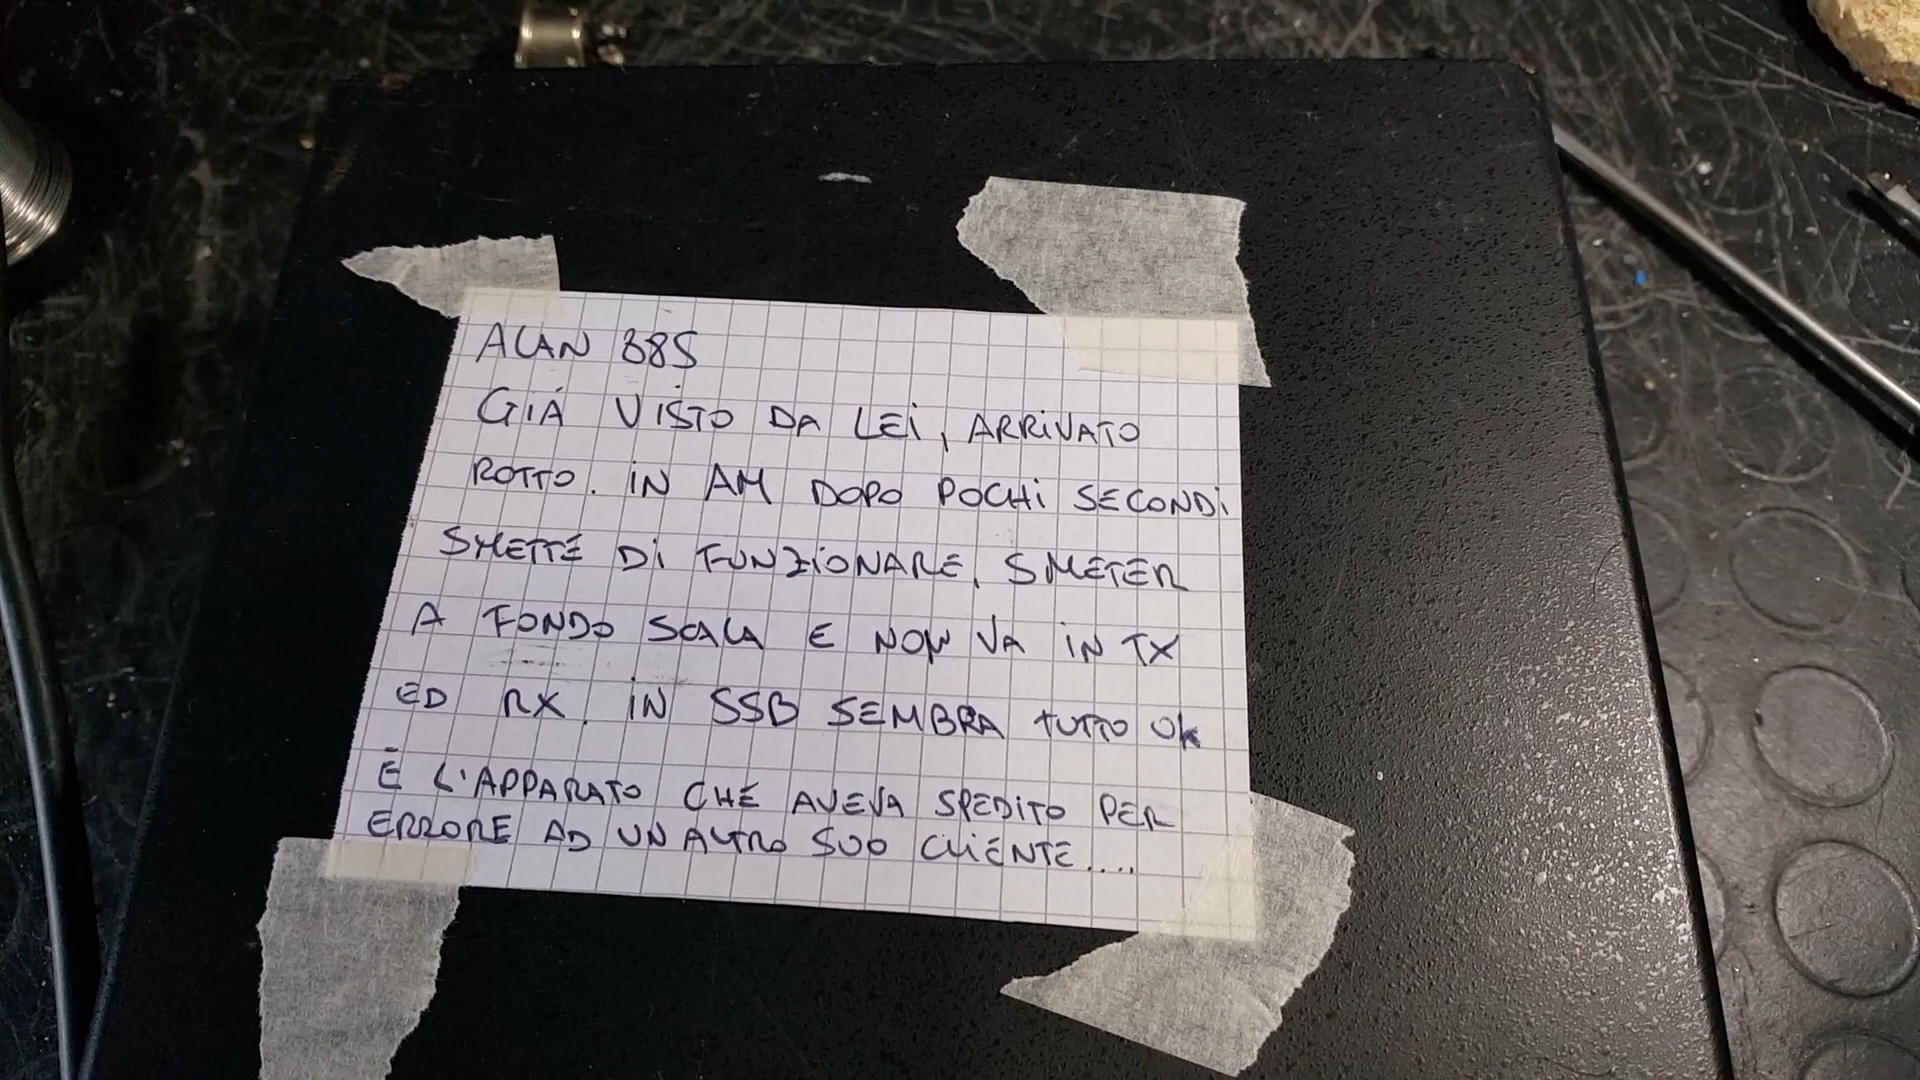 ALAN 88S
GIÁ VISTO DA LEI, ARRIVATO
ROTTO. IN AM DOPO POCHI SECONDI
SMETTE DI FUNZIONARE, SMETER
A FONDO SCALA E NON VA IN TX
ED RX. IN SSB SEMBRA TUTTO OK
È L'APPARATO CHE AVEVA SPEDITO PER
ERRORE AD UN ALTRO SUO CLIENTE....